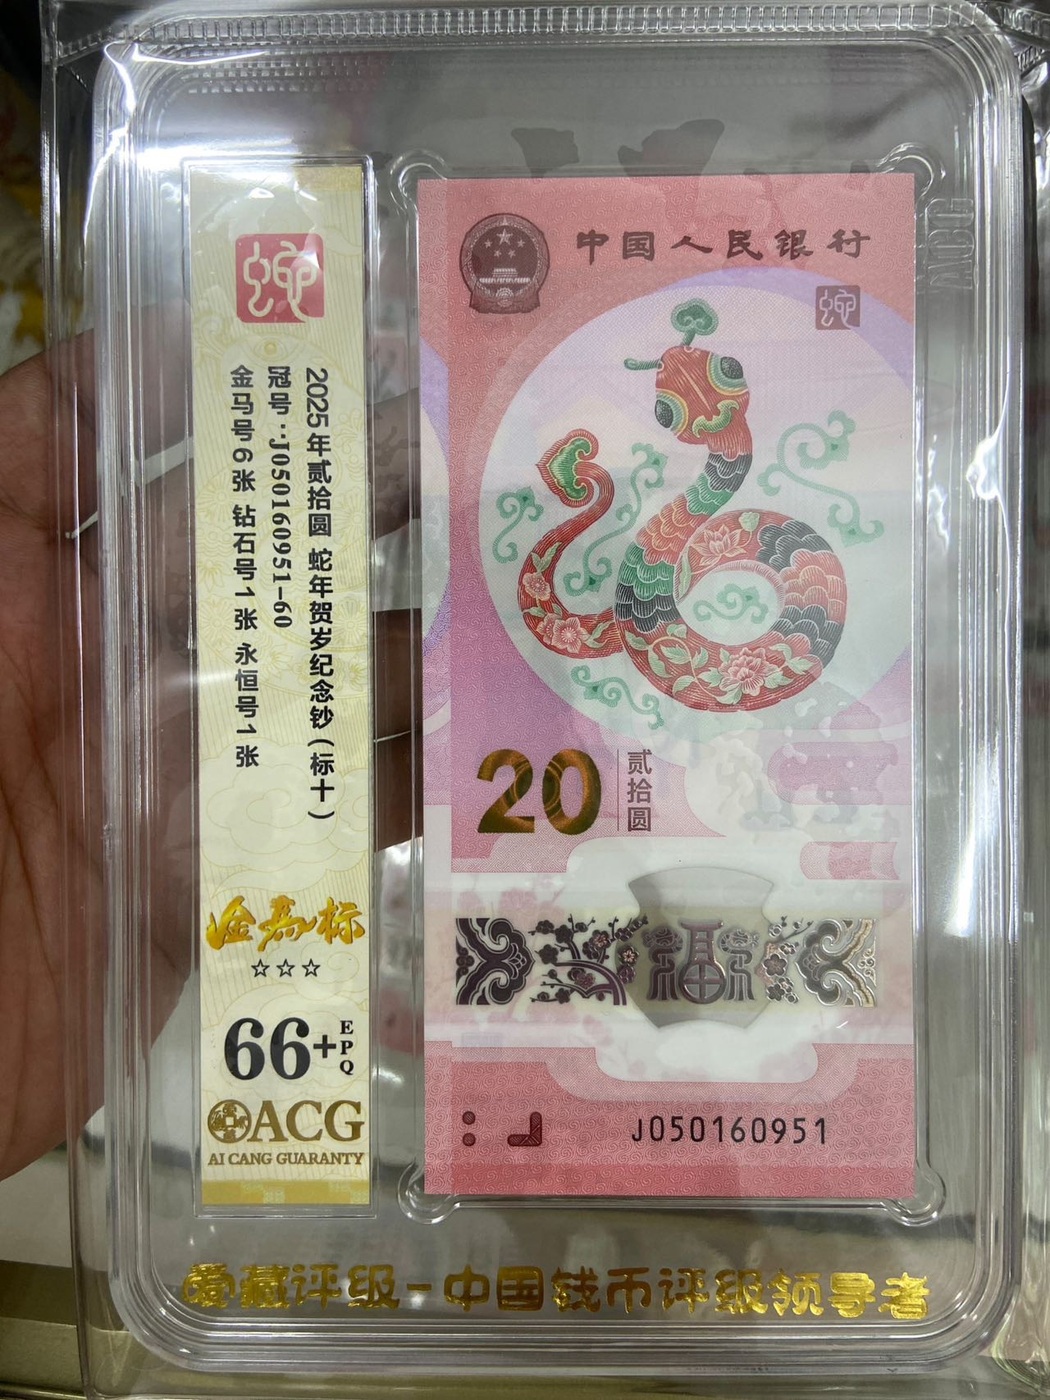 2025年贰拾圆 蛇年贺岁纪念钞(标十)
冠号:J050160951-60
金马号6张 钻石号1张 永恒号1张
金马标
☆☆☆
66+
EPQ
ACG
AI CANG GUARANTY
中国人民银行
20
贰拾圆
福
J050160951
爱藏评级-中国钱币评级领导者